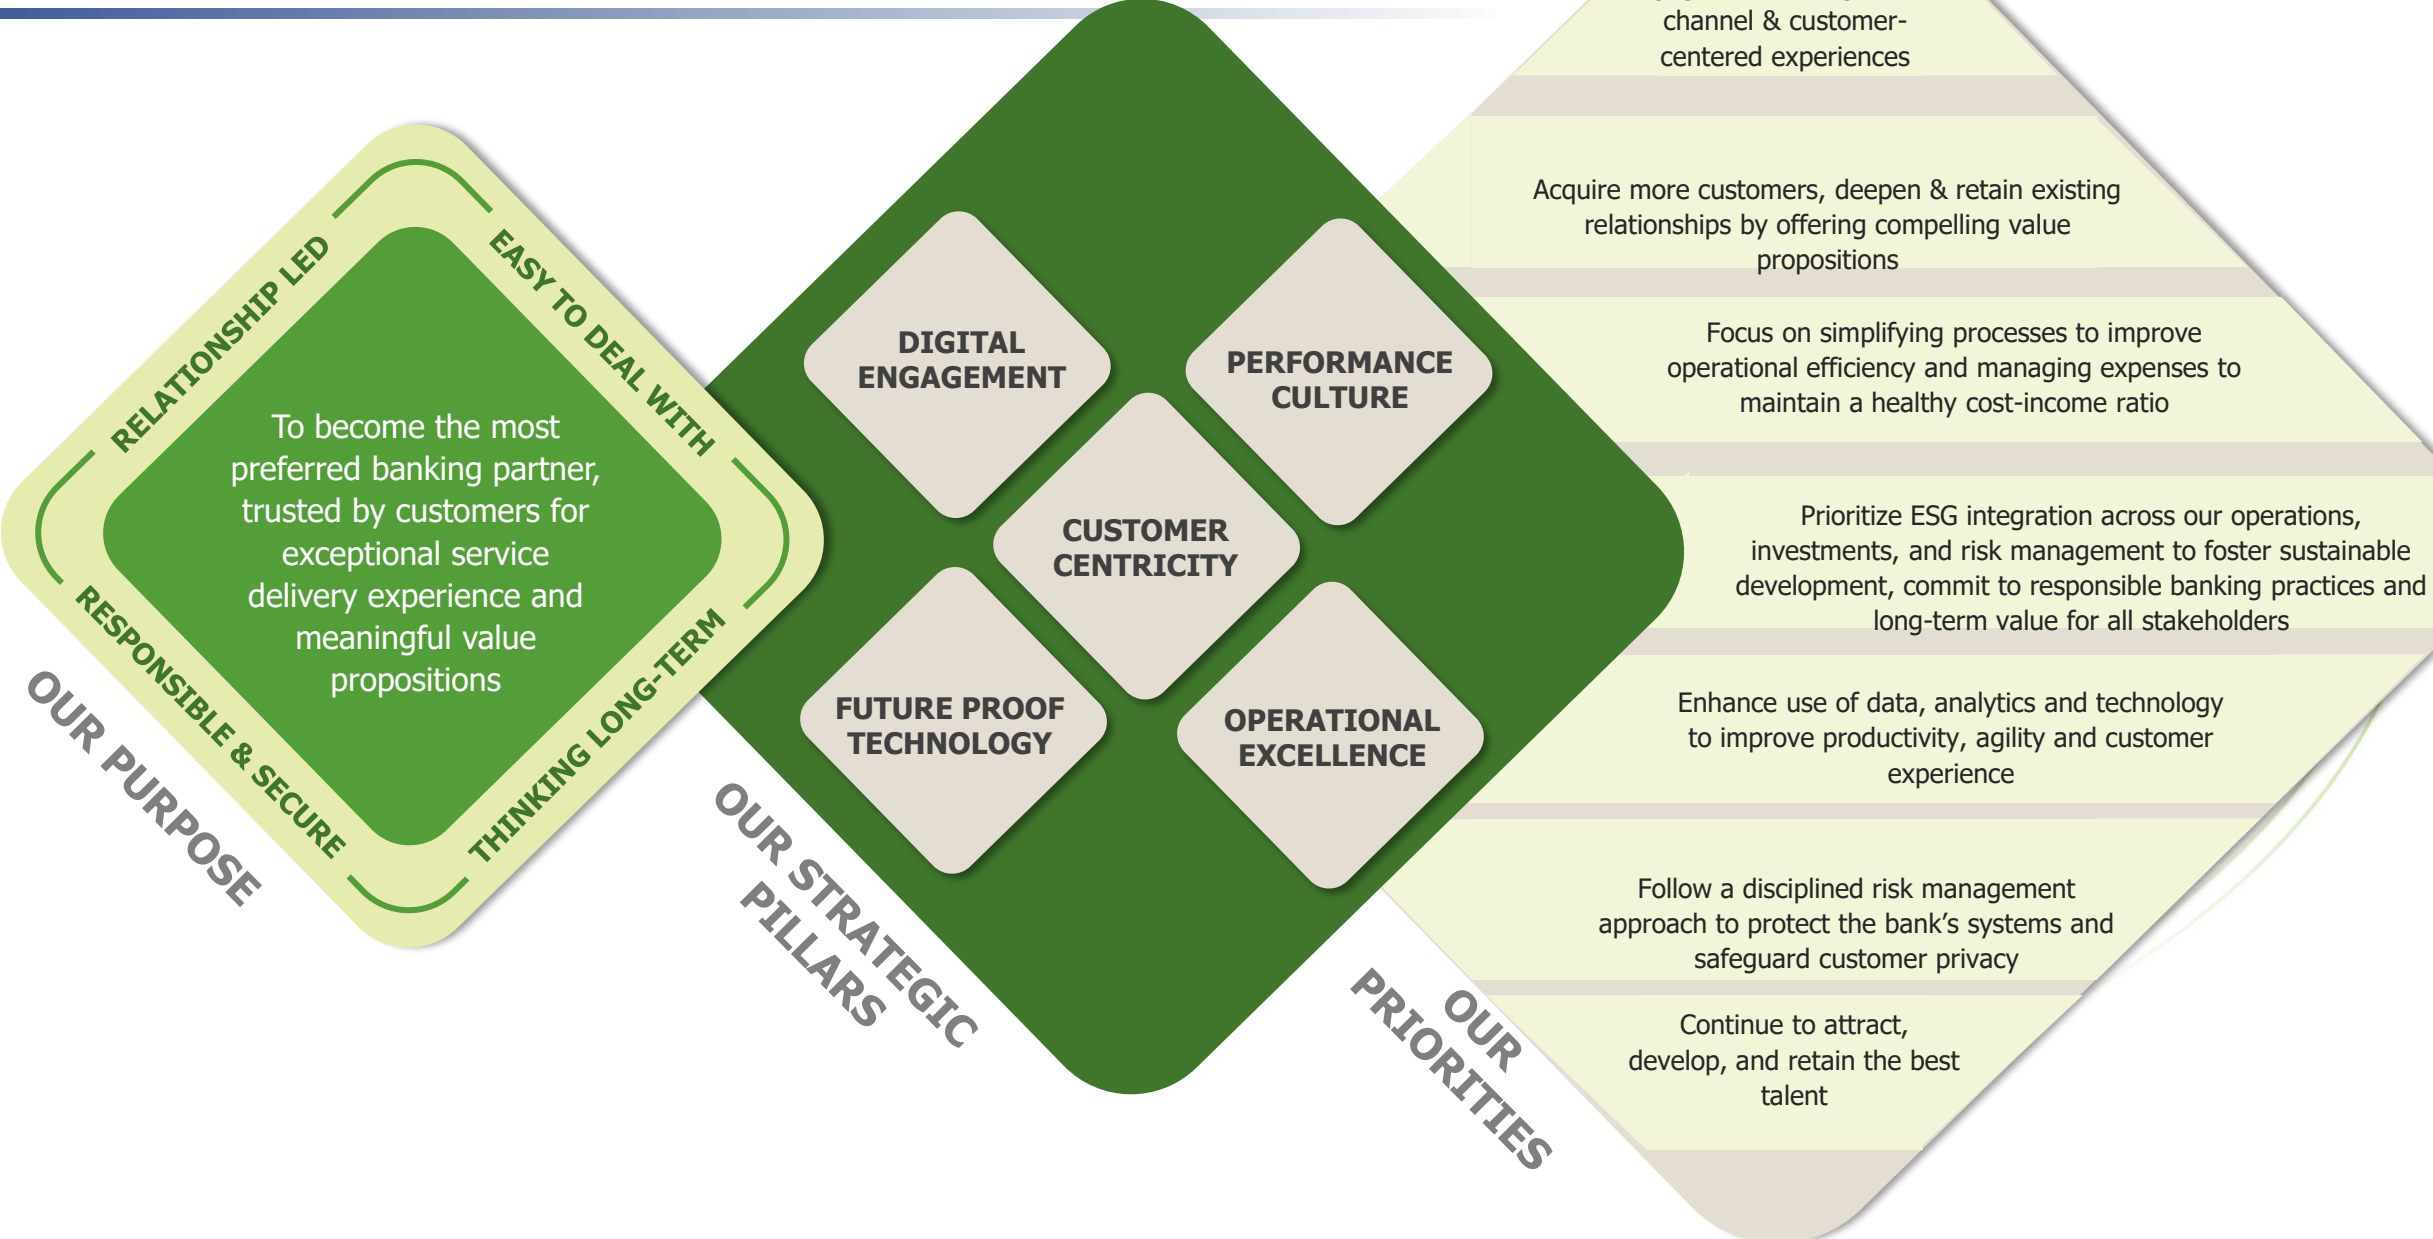 RELATIONSHIP LED
EASY TO DEAL WITH
RESPONSIBLE & SECURE
THINKING LONG-TERM
To become the most
preferred banking partner,
trusted by customers for
exceptional service
delivery experience and
meaningful value
propositions
OUR PURPOSE
DIGITAL
ENGAGEMENT
PERFORMANCE
CULTURE
CUSTOMER
CENTRICITY
FUTURE PROOF
TECHNOLOGY
OPERATIONAL
EXCELLENCE
OUR STRATEGIC
PILLARS
channel & customer-
centered experiences
Acquire more customers, deepen & retain existing
relationships by offering compelling value
propositions
Focus on simplifying processes to improve
operational efficiency and managing expenses to
maintain a healthy cost-income ratio
Prioritize ESG integration across our operations,
investments, and risk management to foster sustainable
development, commit to responsible banking practices and
long-term value for all stakeholders
Enhance use of data, analytics and technology
to improve productivity, agility and customer
experience
Follow a disciplined risk management
approach to protect the bank’s systems and
safeguard customer privacy
Continue to attract,
develop, and retain the best
talent
OUR
PRIORITIES